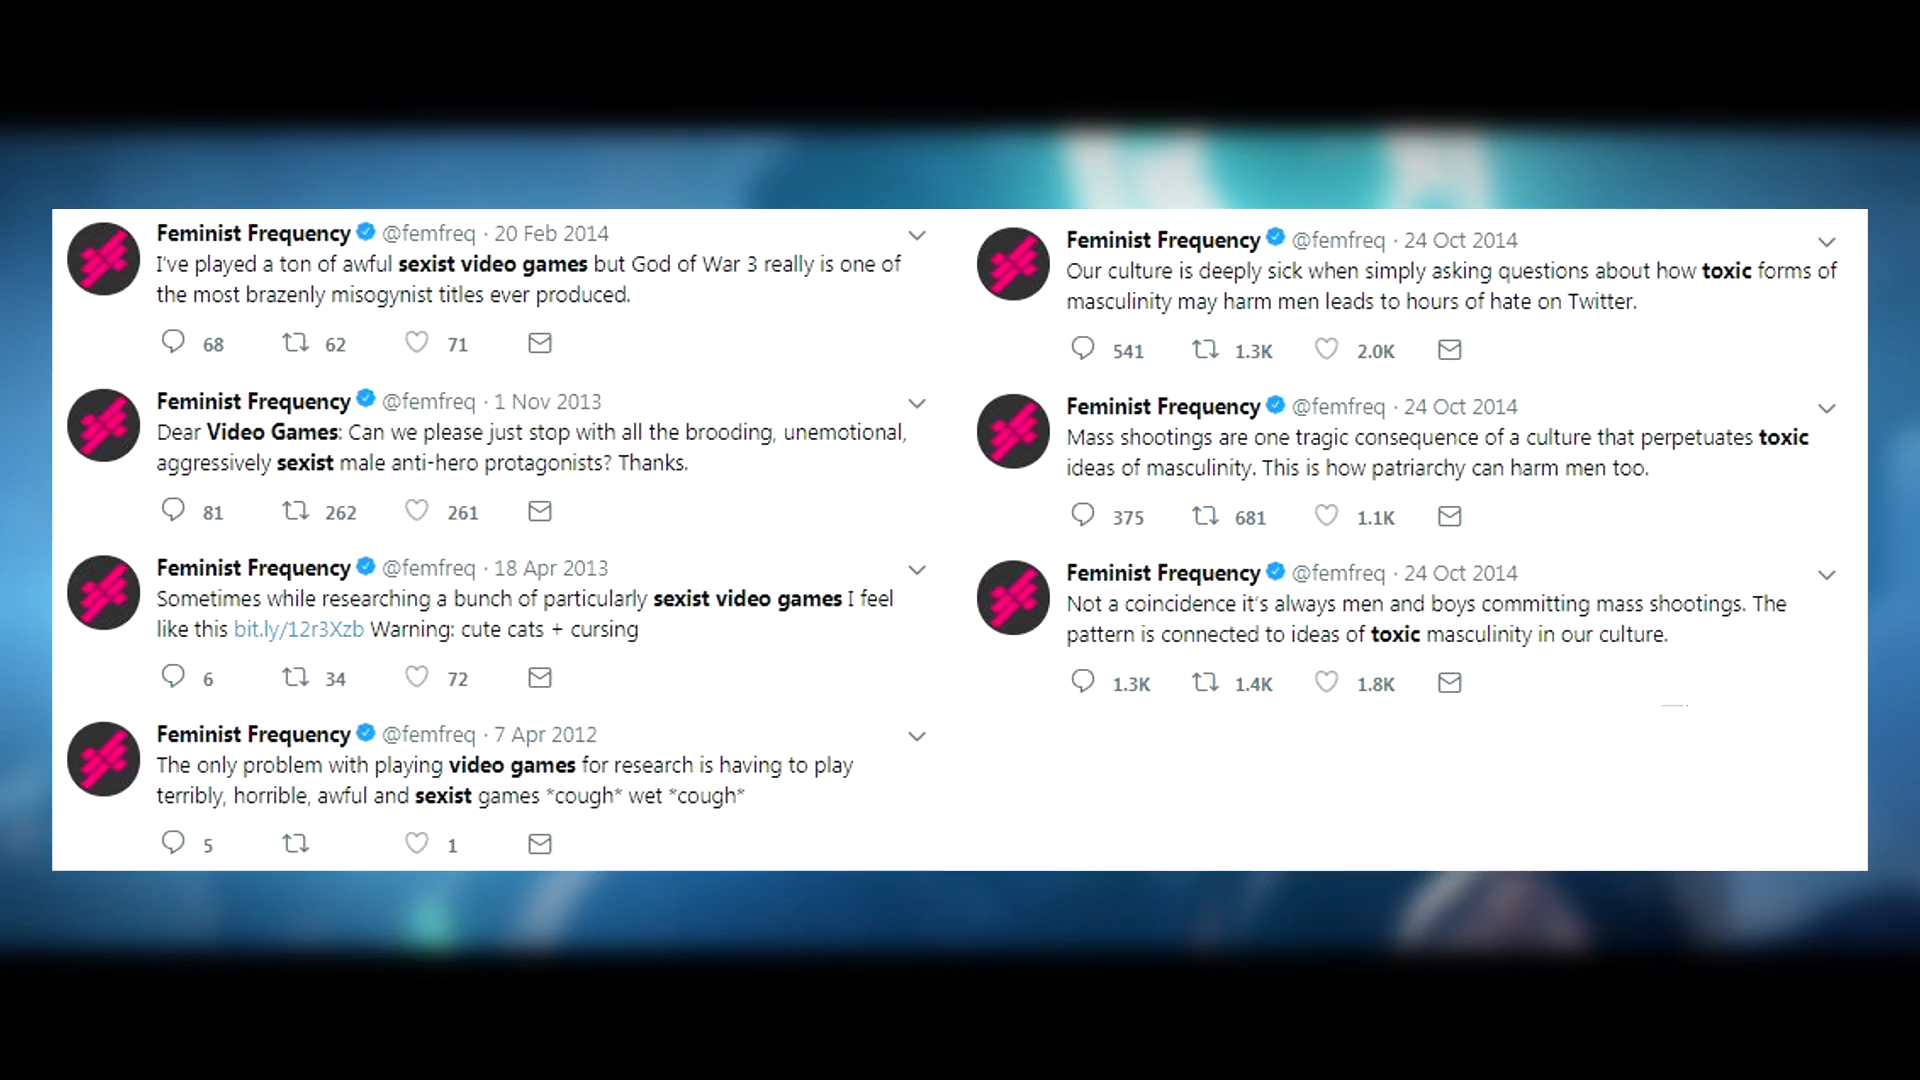 Feminist Frequency @femfreq · 20 Feb 2014
I've played a ton of awful sexist video games but God of War 3 really is one of
the most brazenly misogynist titles ever produced.
68 62 71
Feminist Frequency @femfreq · 1 Nov 2013
Dear Video Games: Can we please just stop with all the brooding, unemotional,
aggressively sexist male anti-hero protagonists? Thanks.
81 262 261
Feminist Frequency @femfreq · 18 Apr 2013
Sometimes while researching a bunch of particularly sexist video games I feel
like this bit.ly/12r3Xzb Warning: cute cats + cursing
6 34 72
Feminist Frequency @femfreq · 7 Apr 2012
The only problem with playing video games for research is having to play
terribly, horrible, awful and sexist games *cough* wet *cough*
5 1
Feminist Frequency @femfreq · 24 Oct 2014
Our culture is deeply sick when simply asking questions about how toxic forms of
masculinity may harm men leads to hours of hate on Twitter.
541 1.3K 2.0K
Feminist Frequency @femfreq · 24 Oct 2014
Mass shootings are one tragic consequence of a culture that perpetuates toxic
ideas of masculinity. This is how patriarchy can harm men too.
375 681 1.1K
Feminist Frequency @femfreq · 24 Oct 2014
Not a coincidence it's always men and boys committing mass shootings. The
pattern is connected to ideas of toxic masculinity in our culture.
1.3K 1.4K 1.8K